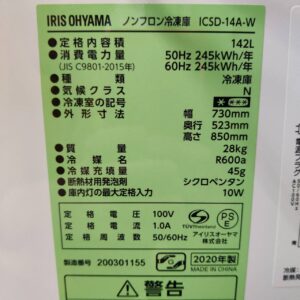 IRIS OHYAMA ノンフロン冷凍庫 ICSD-14A-W
●定格内容積 142L
●消費電力量 50Hz 245kWh/年
(JIS C9801-2015年) 60Hz 245kWh/年
●種類 冷凍庫
●気候クラス N
●冷凍室の記号
●外形寸法 幅 730mm
奥行 523mm
高さ 850mm
●質量 28kg
●冷媒名 R600a
●冷媒充填量 45g
●断熱材用発泡剤 シクロペンタン
●庫内灯の最大定格入力 10W
定格電圧 100V
定格電流 1.0A
定格周波数 50/60Hz
TÜVRheinland
PS
E
アイリスオーヤマ
株式会社
製造番号 200301155
2020年製
MADE IN CHINA
警告